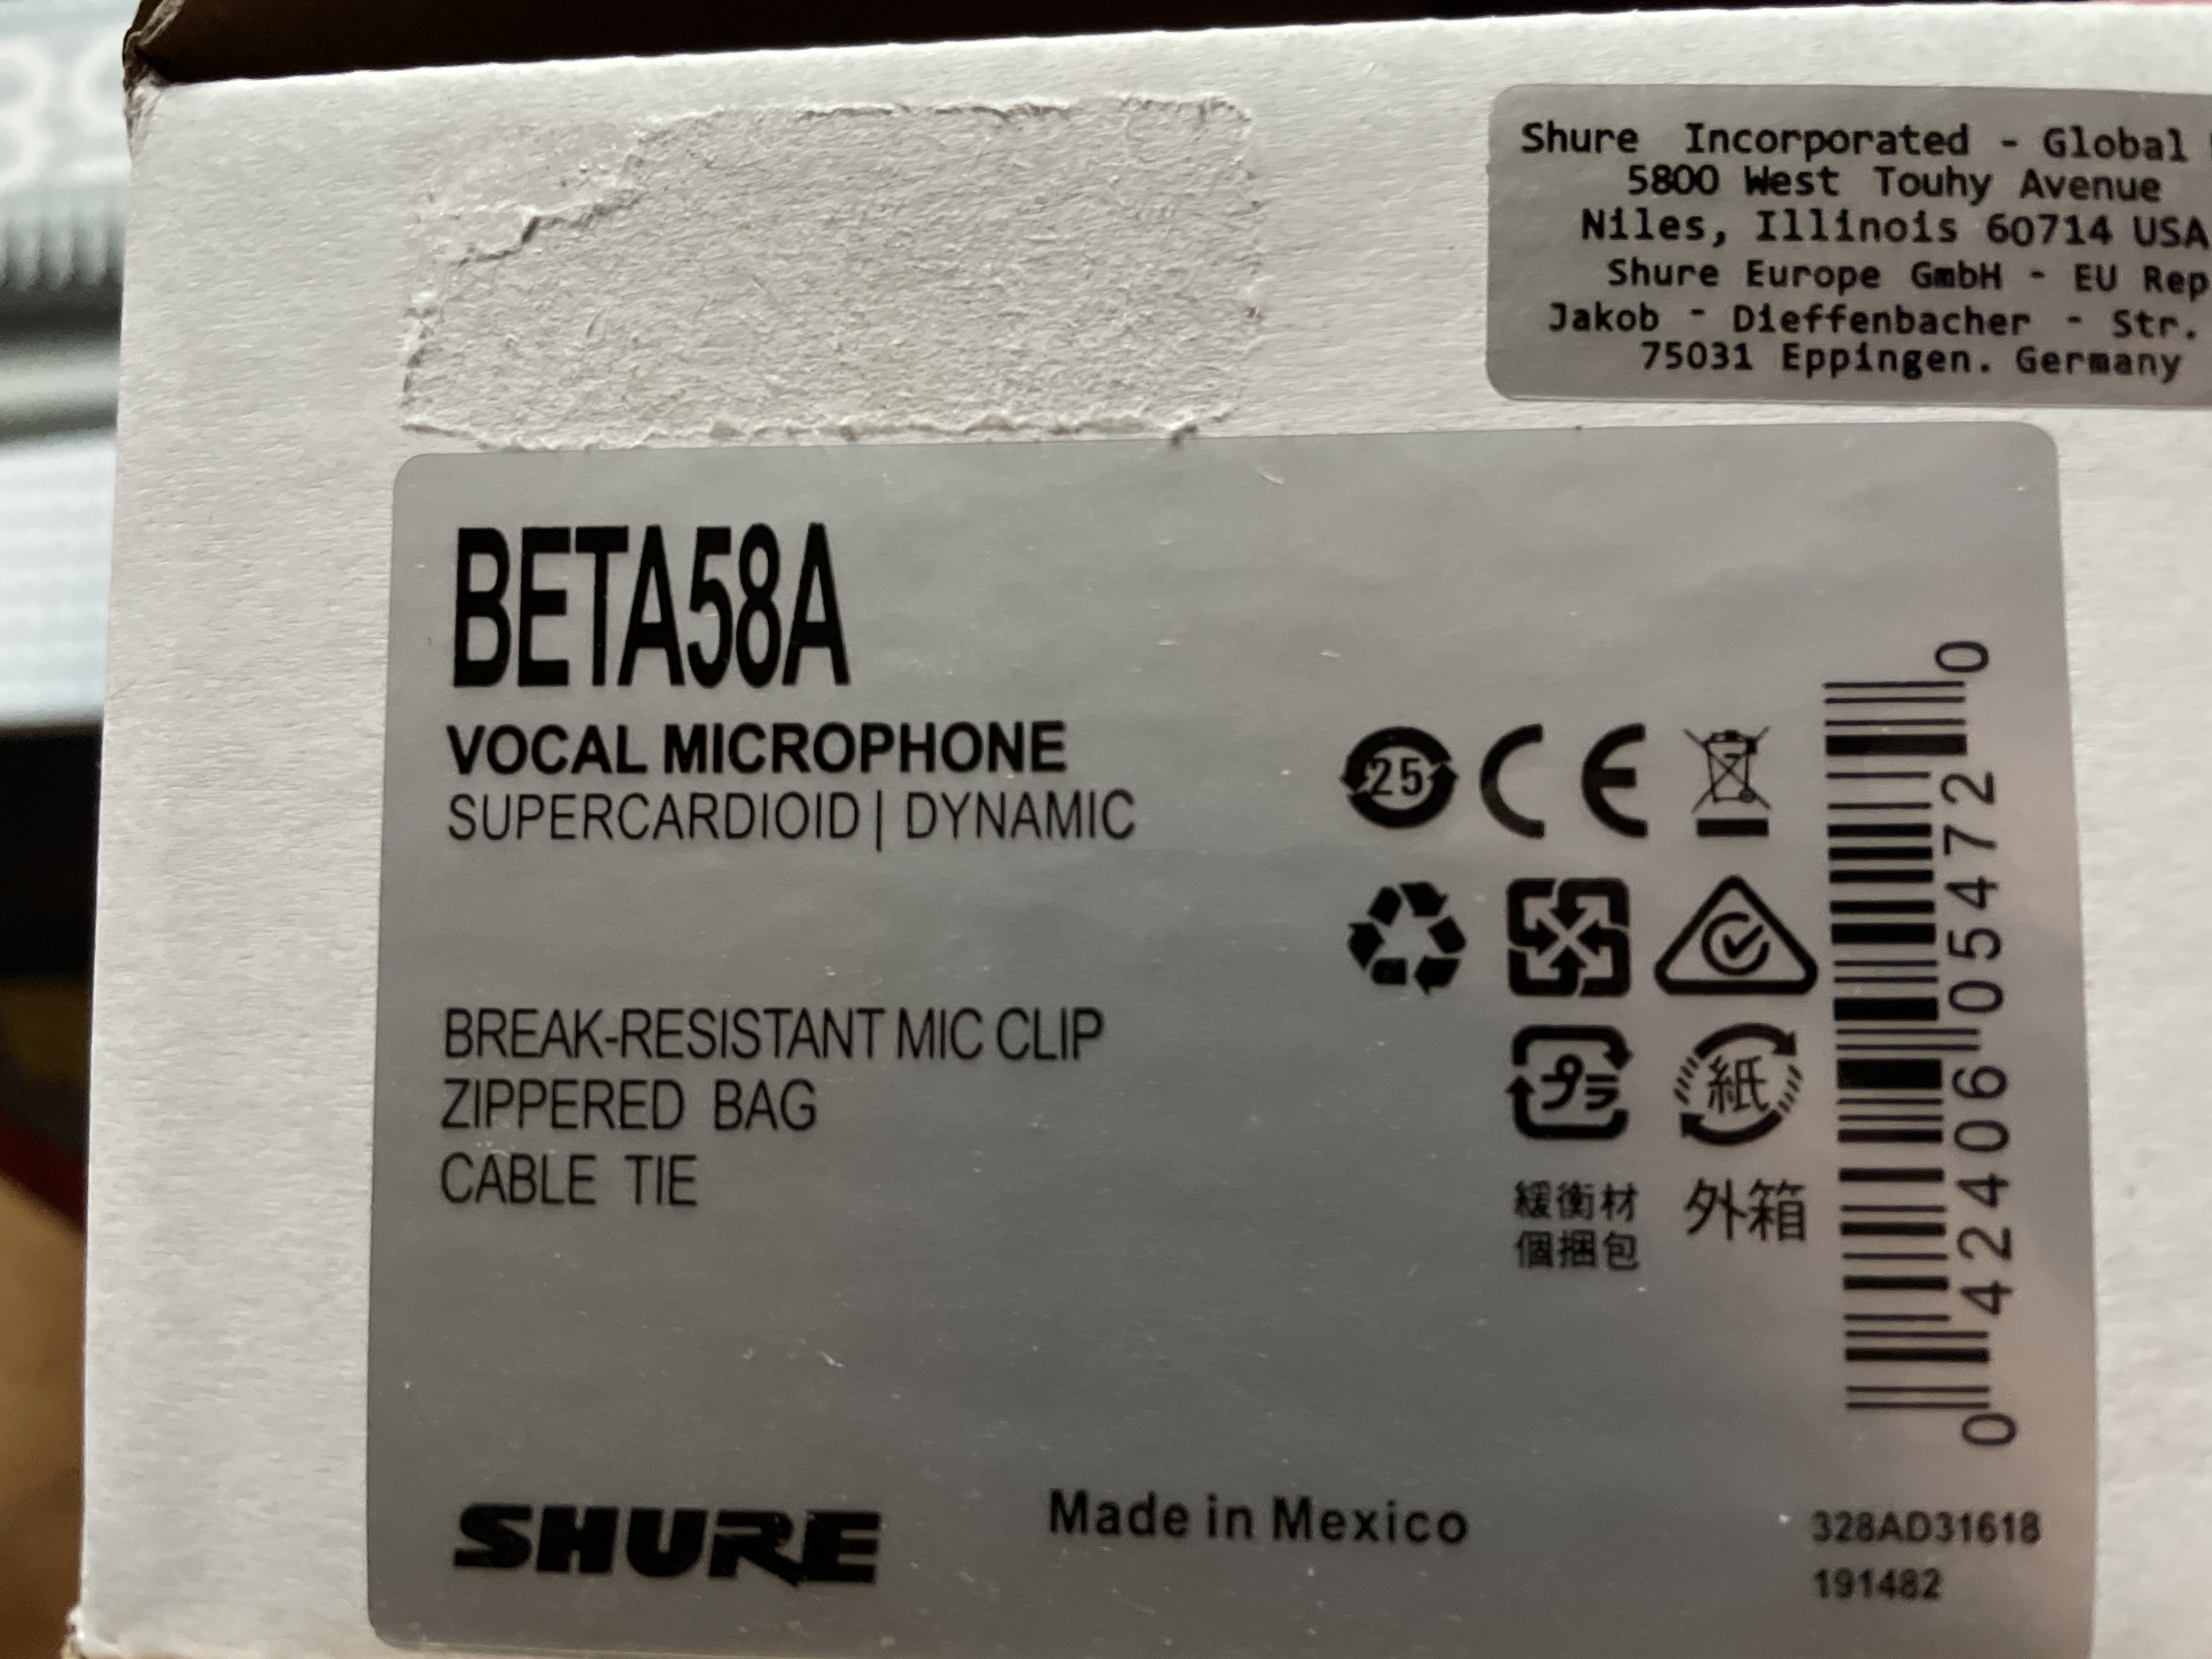 Shure Incorporated - Global
5800 West Touhy Avenue
Niles, Illinois 60714 USA
Shure Europe GmbH - EU Rep
Jakob - Dieffenbacher - Str.
75031 Eppingen. Germany
BETA58A
VOCAL MICROPHONE
SUPERCARDIOID | DYNAMIC
25 CE
BREAK-RESISTANT MIC CLIP
ZIPPERED BAG
CABLE TIE
プラ 紙
緩衝材 外箱
個捆包
0 42406 05472 0
SHURE
Made in Mexico
328AD31618
191482